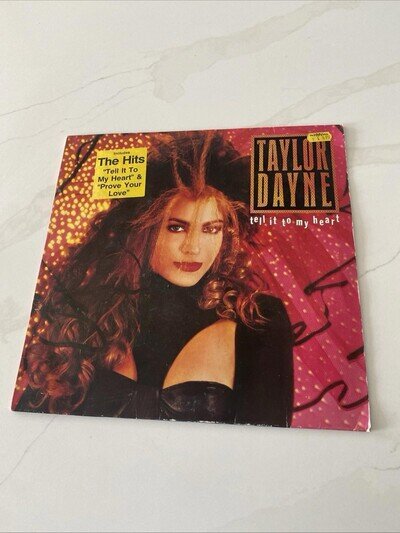 Includes
The Hits
"Tell It To
My Heart" &
"Prove Your
Love"
TAYLOR
DAYNE
tell it to my heart